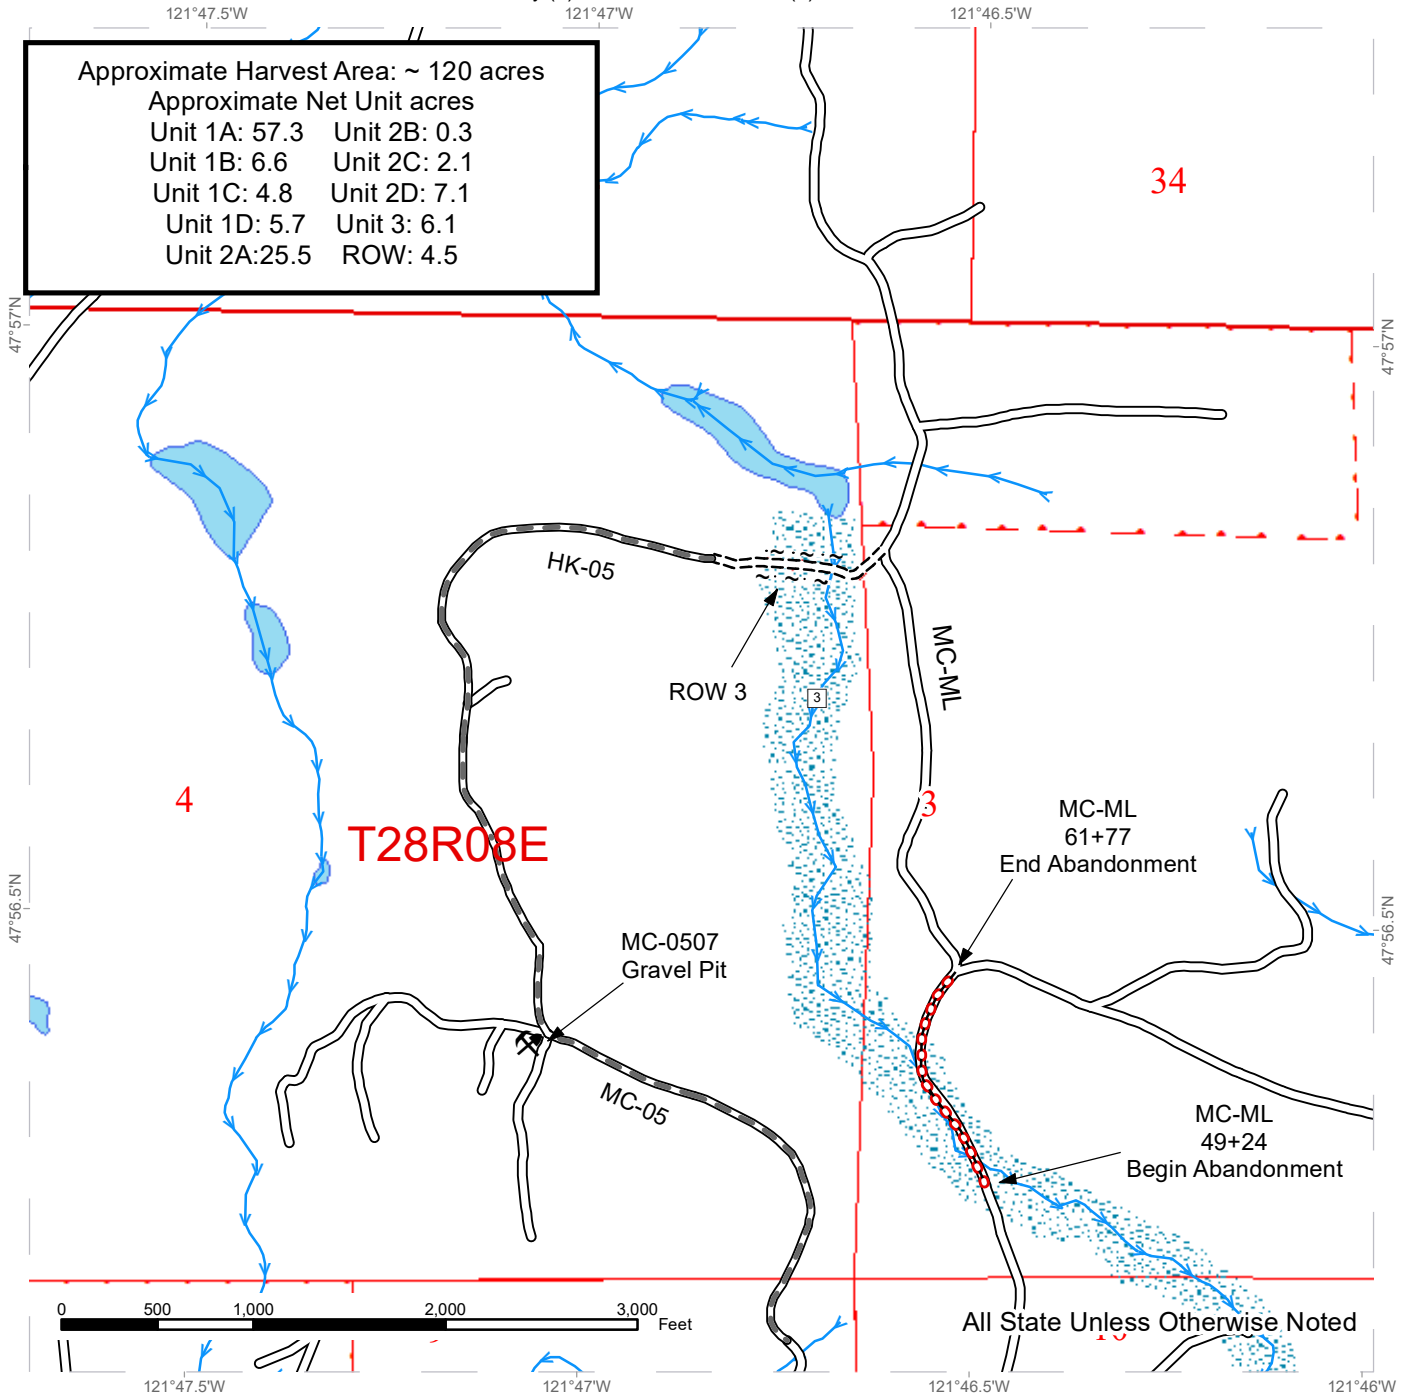 121°47.5'W
121°47'W
121°46.5'W
Approximate Harvest Area: ~ 120 acres
Approximate Net Unit acres
Unit 1A: 57.3 Unit 2B: 0.3
Unit 1B: 6.6 Unit 2C: 2.1
Unit 1C: 4.8 Unit 2D: 7.1
Unit 1D: 5.7 Unit 3: 6.1
Unit 2A:25.5 ROW: 4.5
34
47°57'N
47°57'N
HK-05
MC-ML
ROW 3
3
4
3
T28R08E
MC-ML
61+77
End Abandonment
47°56.5'N
47°56.5'N
MC-0507
Gravel Pit
MC-05
MC-ML
49+24
Begin Abandonment
0 500 1,000 2,000 3,000
Feet
All State Unless Otherwise Noted
121°47.5'W
121°47'W
121°46.5'W
121°46'W